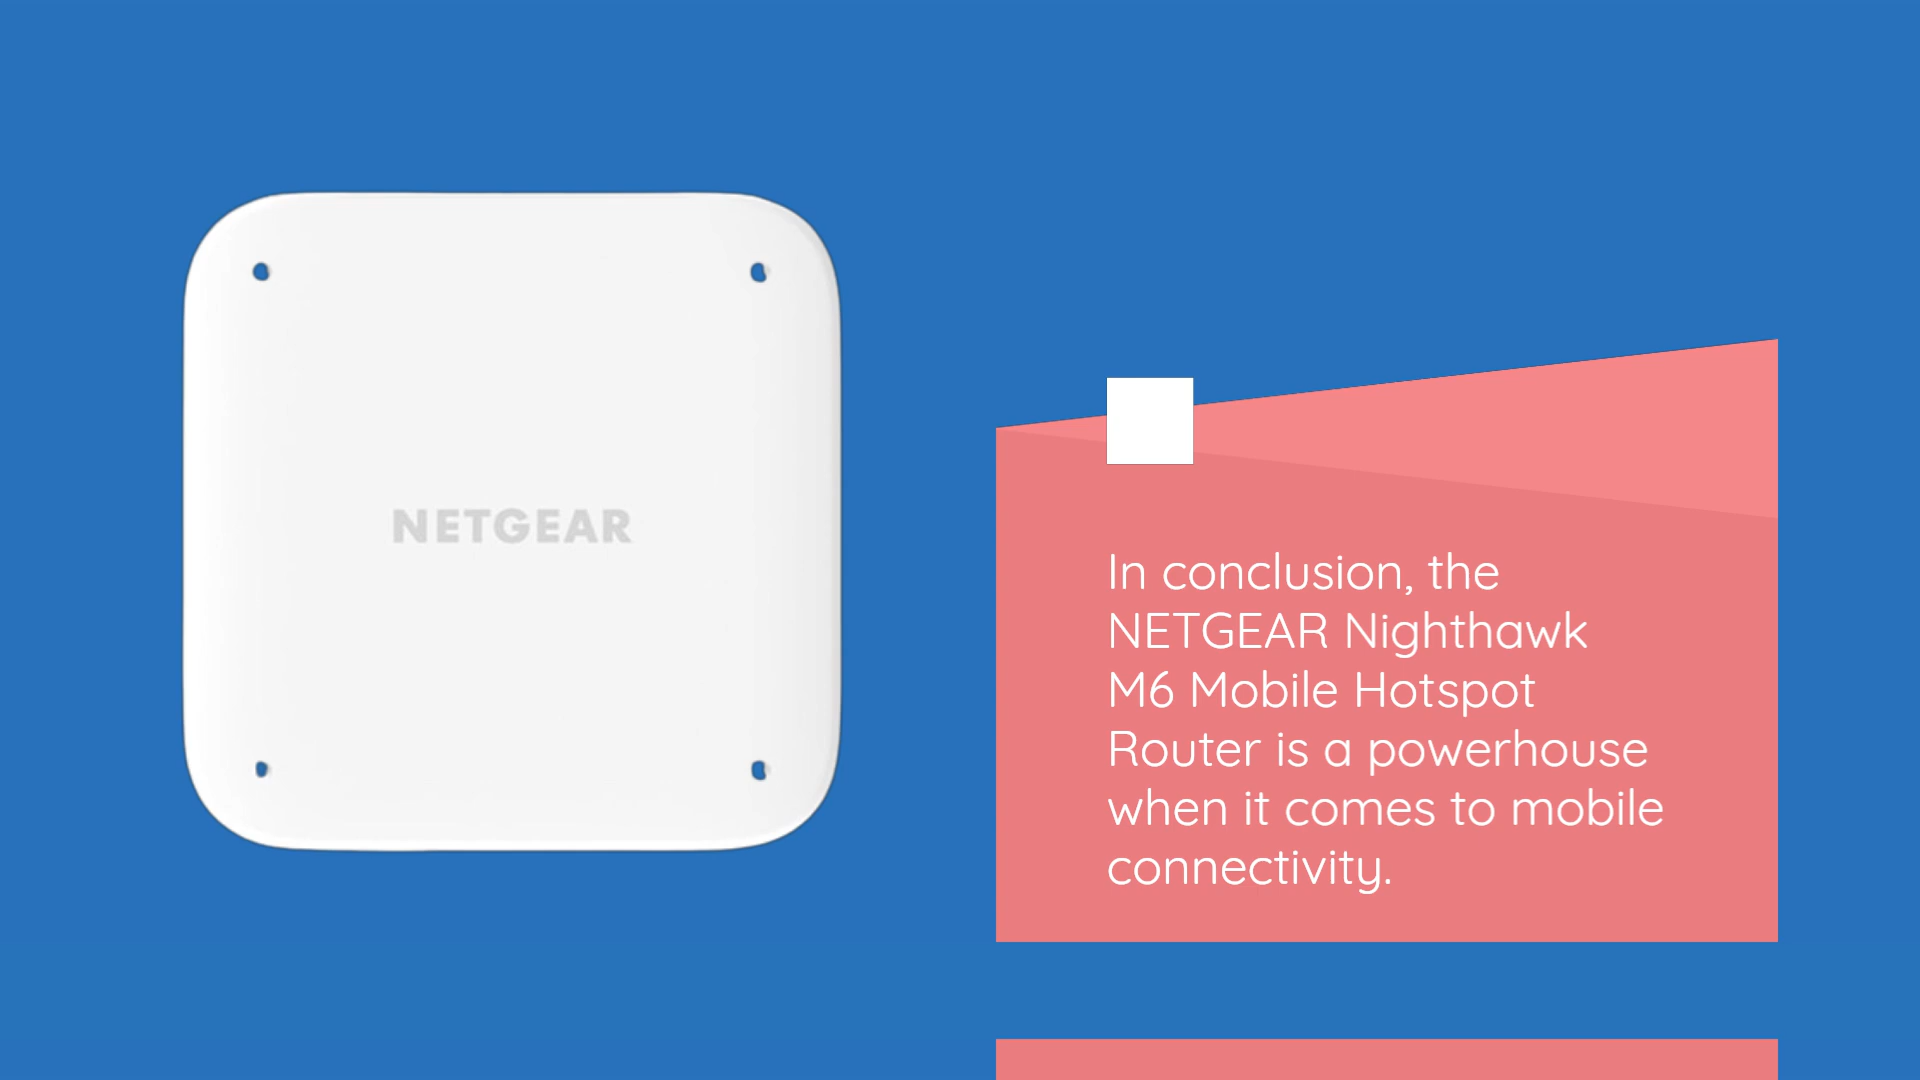 NETGEAR
In conclusion, the
NETGEAR Nighthawk
M6 Mobile Hotspot
Router is a powerhouse
when it comes to mobile
connectivity.